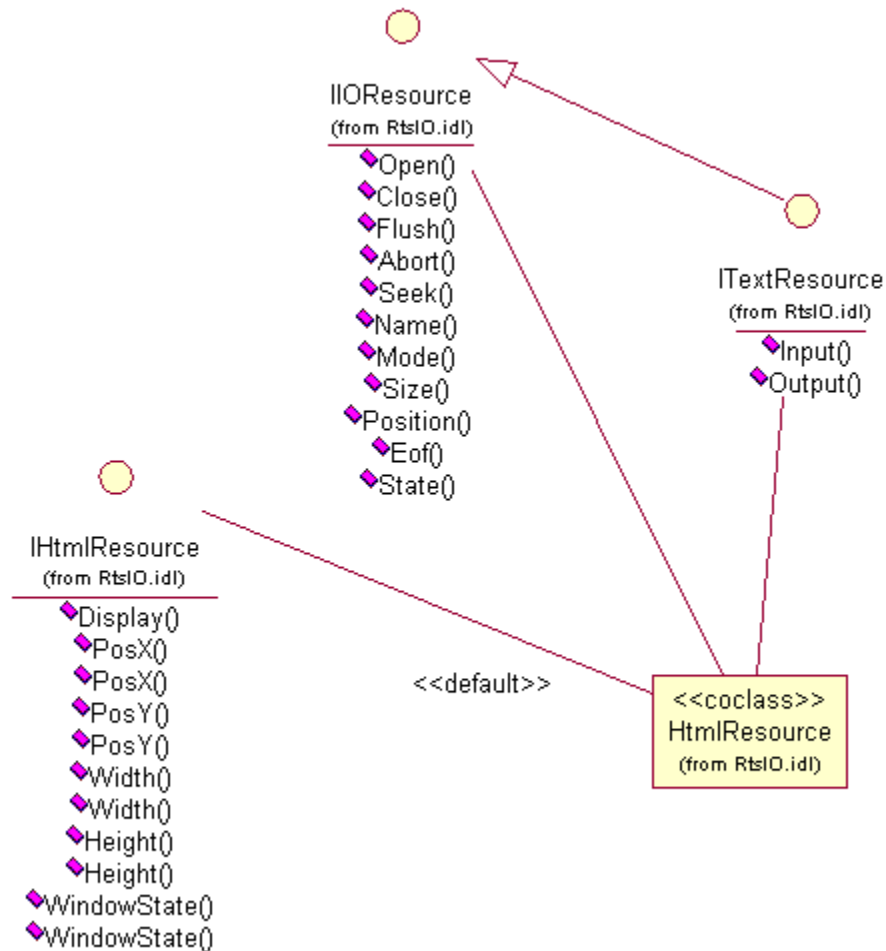 IIOResource
(from RtsIO.idl)
Open()
Close()
Flush()
Abort()
Seek()
Name()
Mode()
Size()
Position()
Eof()
State()
ITextResource
(from RtsIO.idl)
Input()
Output()
IHtmlResource
(from RtsIO.idl)
Display()
PosX()
PosX()
PosY()
PosY()
Width()
Width()
Height()
Height()
WindowState()
WindowState()
<<default>>
<<coclass>>
HtmlResource
(from RtsIO.idl)